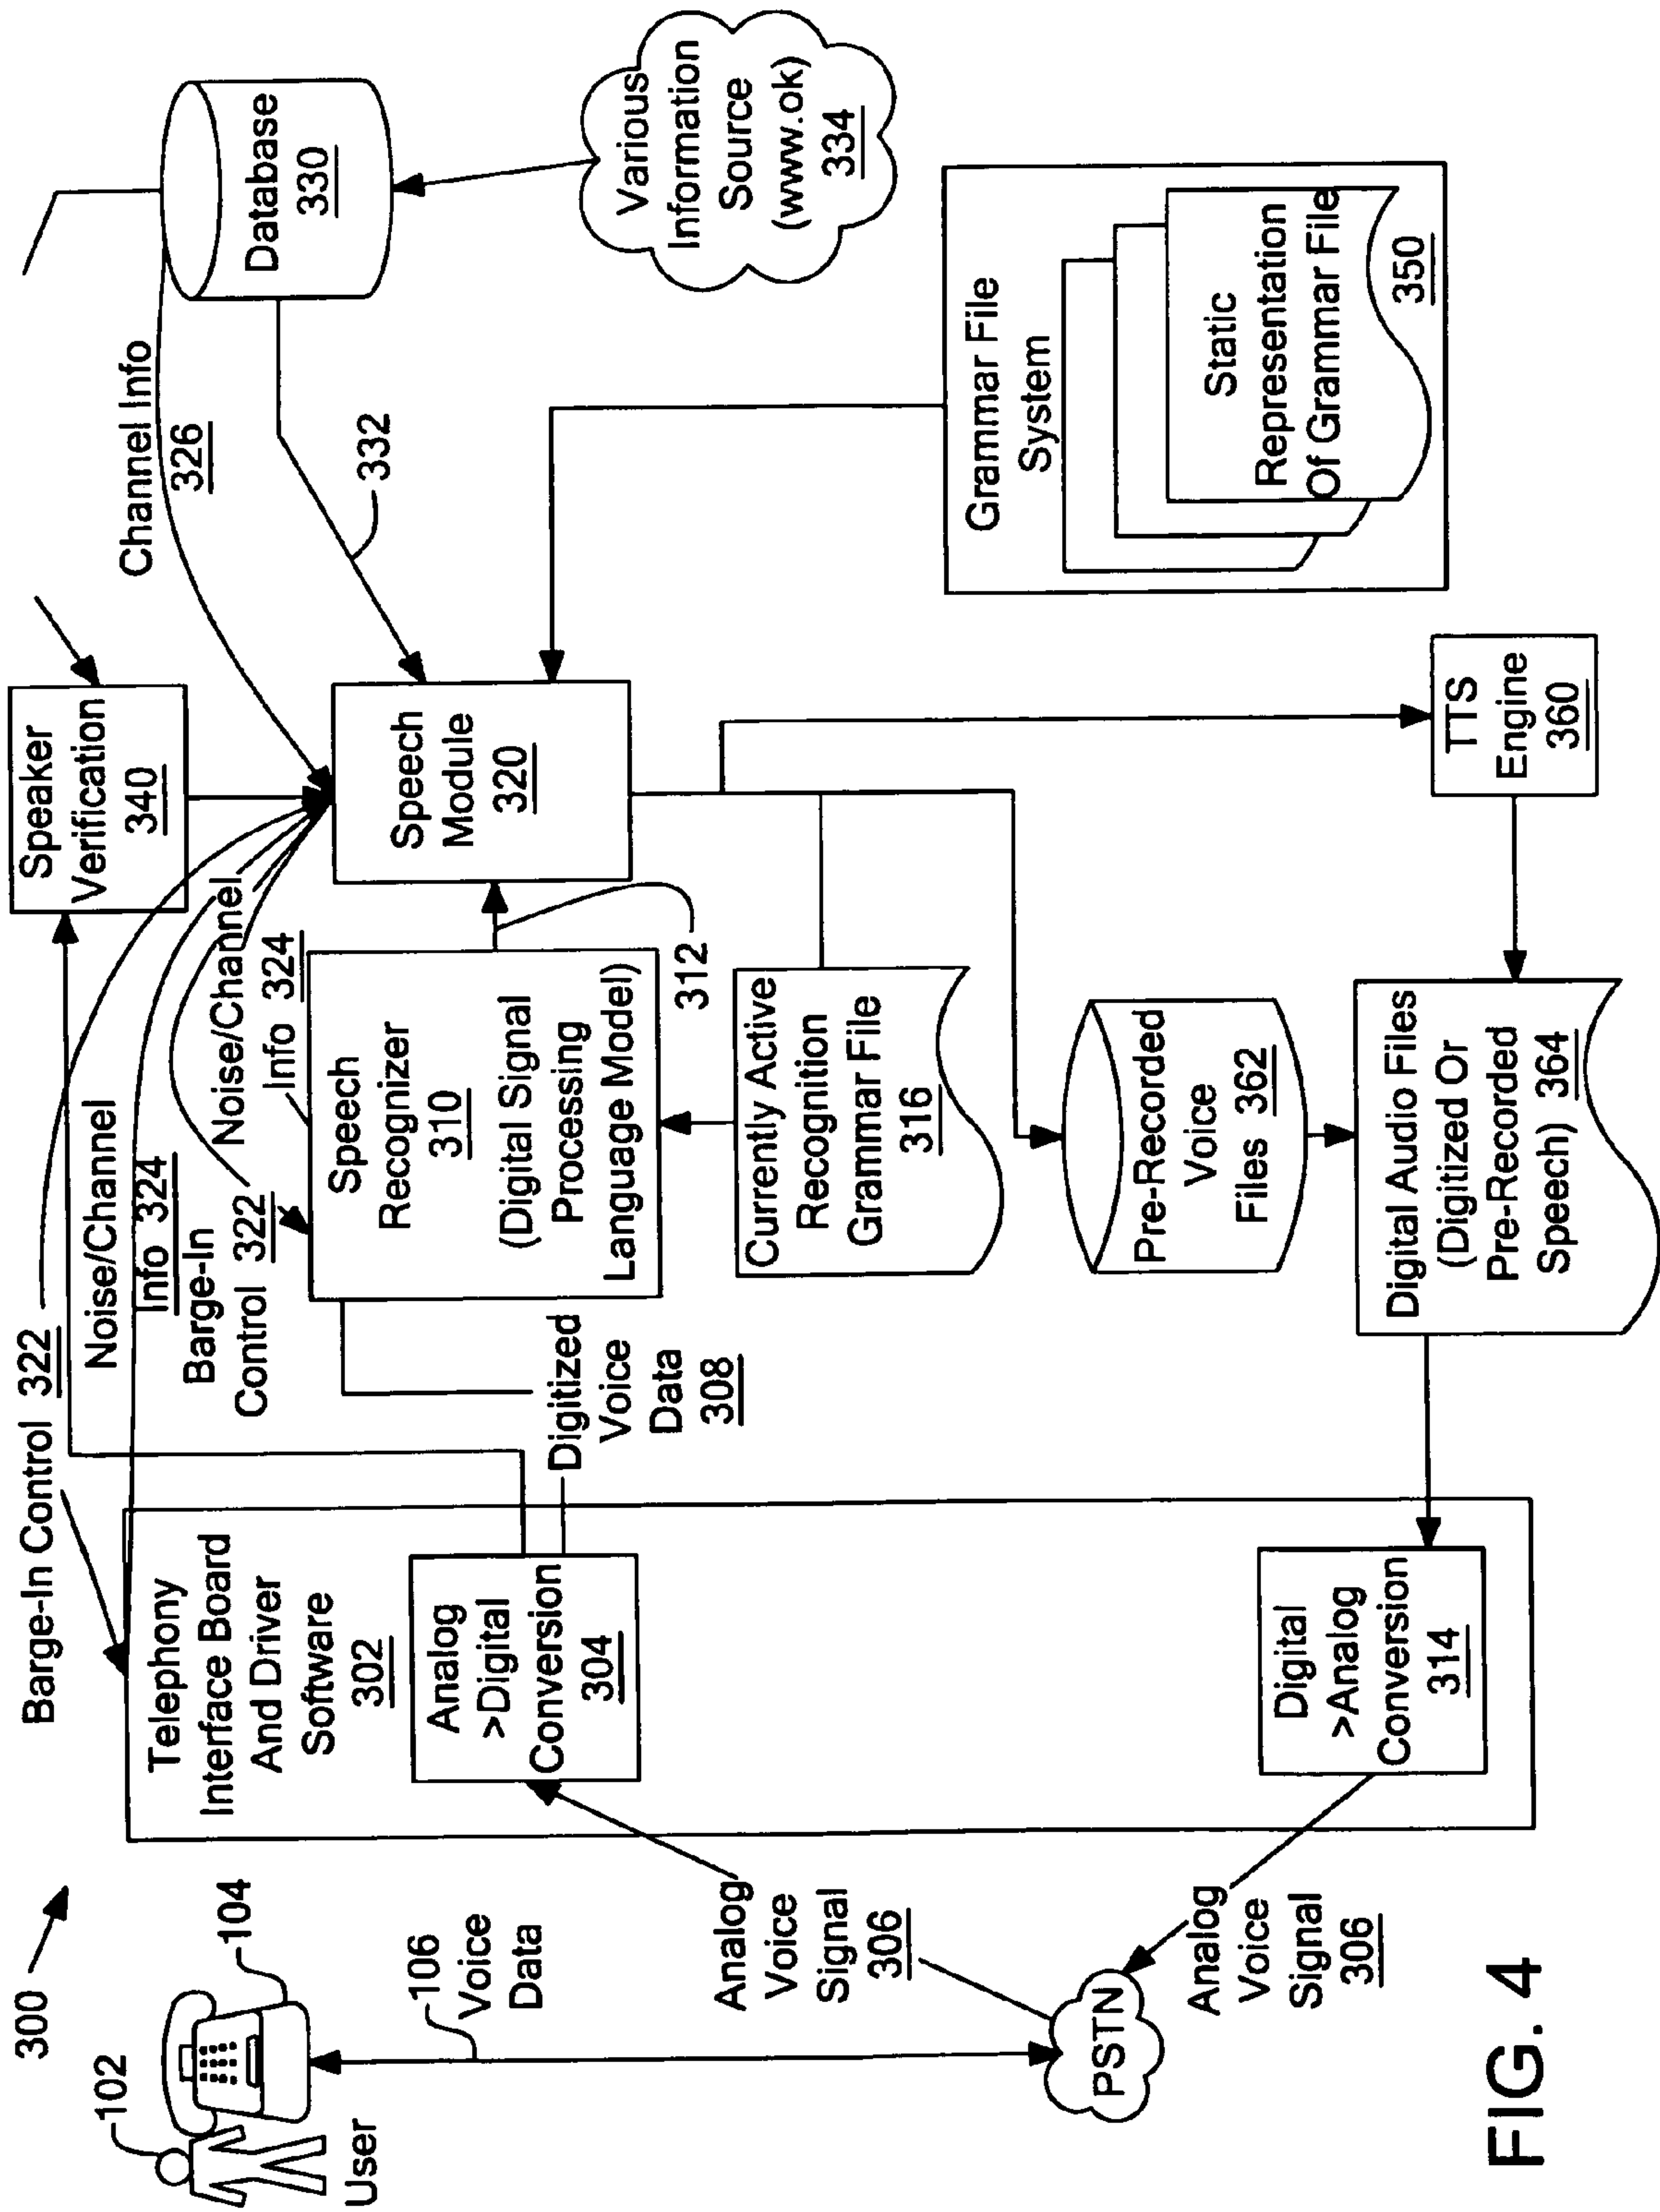 300
102
104
User
106
Voice
Data
PSTN
Analog
Voice
Signal
306
Analog
Voice
Signal
306
Telephony
Interface Board
And Driver
Software
302
Analog
>Digital
Conversion
304
Digital
>Analog
Conversion
314
Barge-In Control 322
Noise/Channel
Info 324
Barge-In
Control 322
Noise/Channel
Info 324
Digitized
Voice
Data
308
Speech
Recognizer
310
(Digital Signal
Processing
Language Model)
312
Currently Active
Recognition
Grammar File
316
Pre-Recorded
Voice
Files 362
Digital Audio Files
(Digitized Or
Pre-Recorded
Speech) 364
Speaker
Verification
340
Speech
Module
320
TTS
Engine
360
Channel Info
326
332
Database
330
Various
Information
Source
(www.ok)
334
Grammar File
System
Static
Representation
Of Grammar File
350
FIG. 4